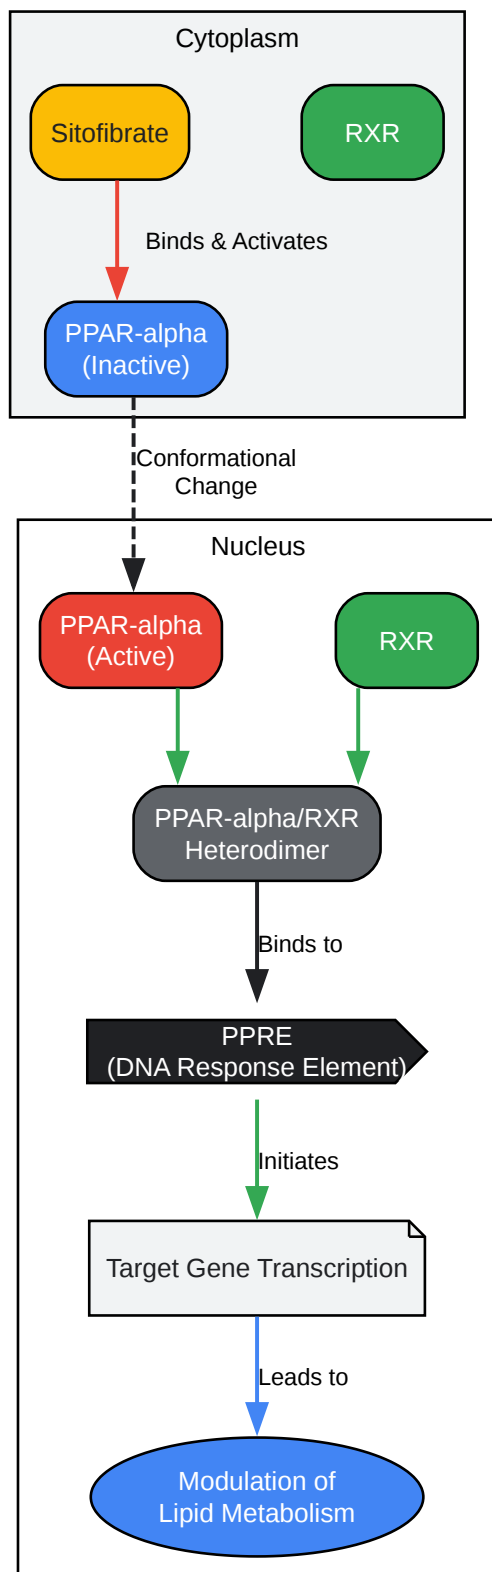 Cytoplasm
Sitofibrate
RXR
Binds & Activates
PPAR-alpha
(Inactive)
Conformational
Change
Nucleus
PPAR-alpha
(Active)
RXR
PPAR-alpha/RXR
Heterodimer
Binds to
PPRE
(DNA Response Element)
Initiates
Target Gene Transcription
Leads to
Modulation of
Lipid Metabolism